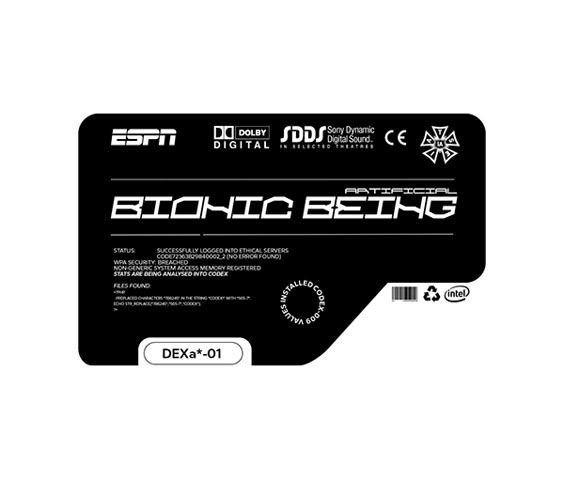 ESPN
DOLBY
DIGITAL
SDDS Sony Dynamic Digital Sound
IN SELECTED THEATRES
CE
IA
ARTIFICIAL
BIONIC BEING
STATUS: SUCCESSFULLY LOGGED INTO ETHICAL SERVERS
CODE72363829840002_2 (NO ERROR FOUND)
WPA SECURITY: BREACHED
NON-GENERIC SYSTEM ACCESS MEMORY REGISTERED
STATS ARE BEING ANALYSED INTO CODEX
FILES FOUND:
VALUES INSTALLED CODEX-009
intel
DEXa*-01